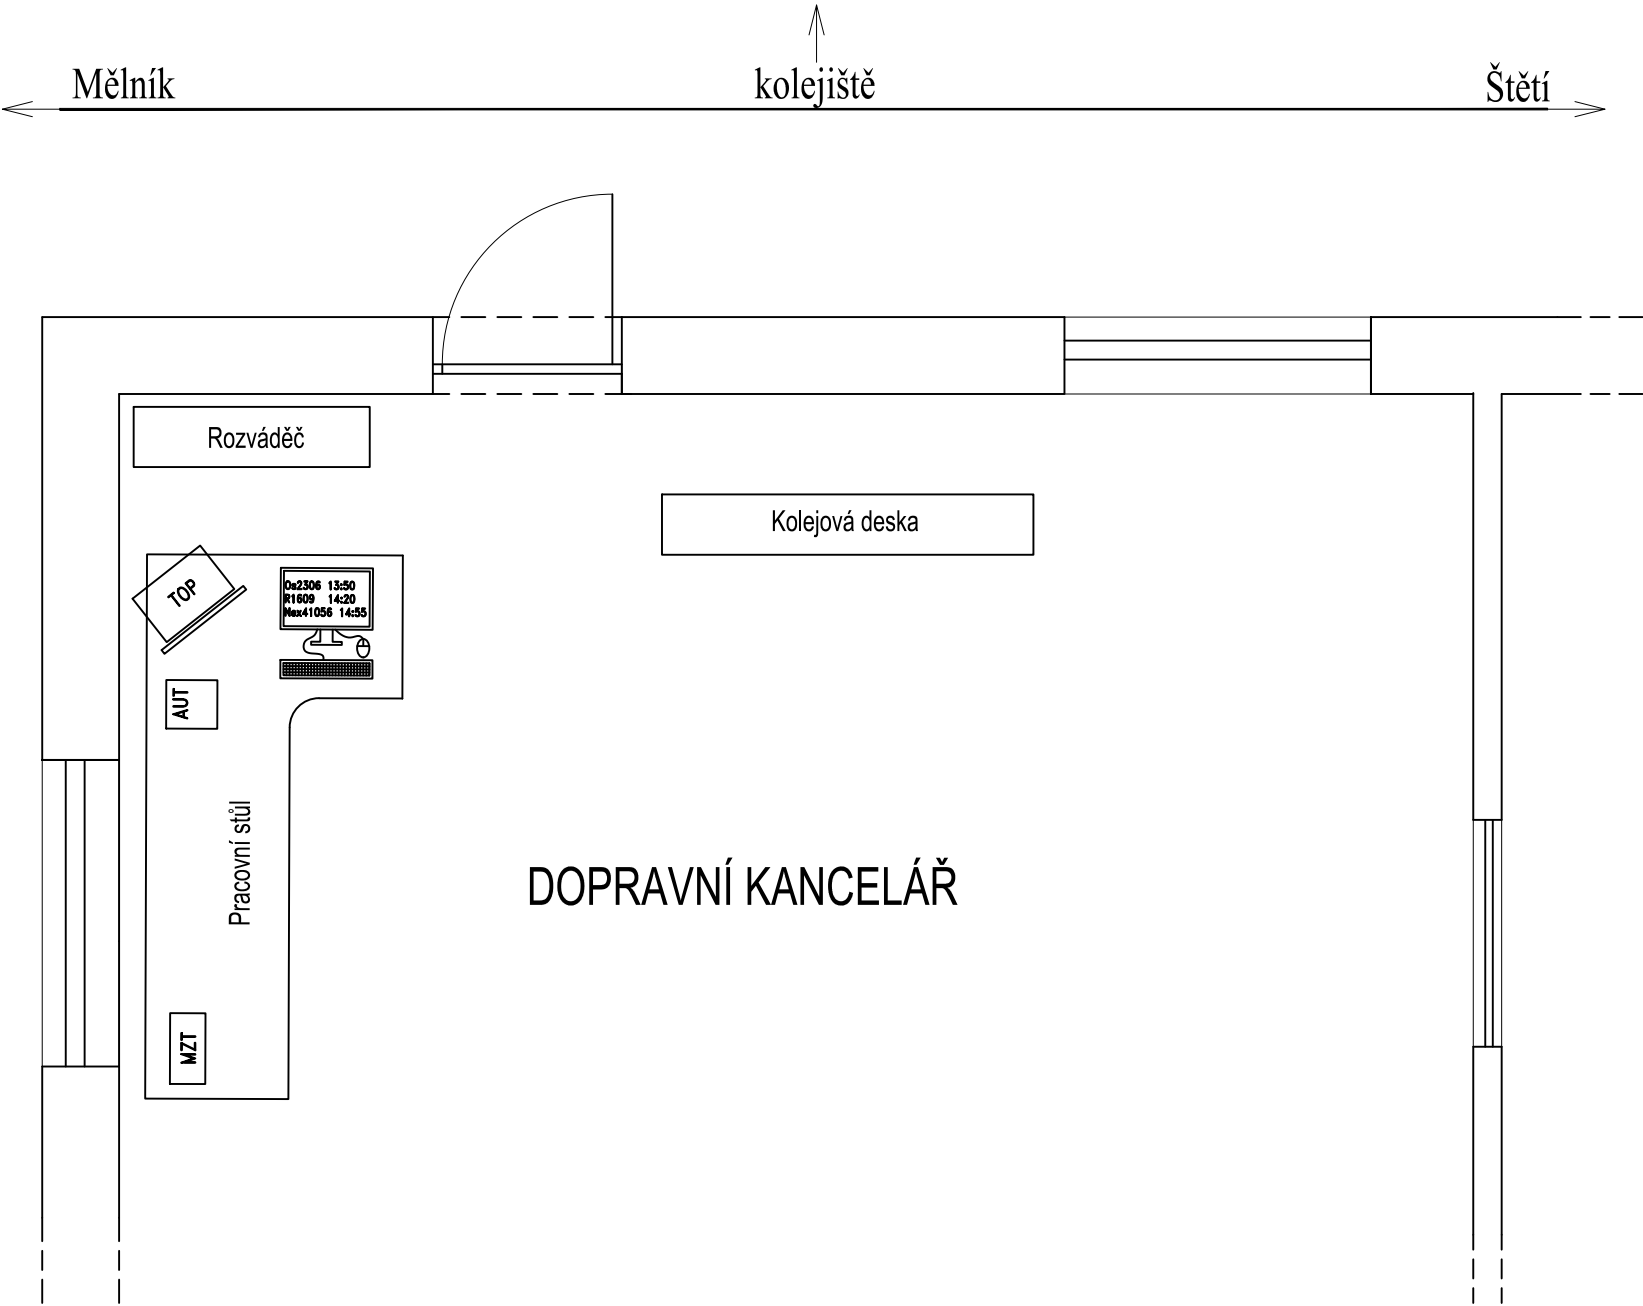 Mělník
kolejiště
Štětí
Rozváděč
Kolejová deska
TOP
Os2306 13:50
R1609 14:20
Nex41056 14:55
AUT
Pracovní stůl
DOPRAVNÍ KANCELÁŘ
MZT